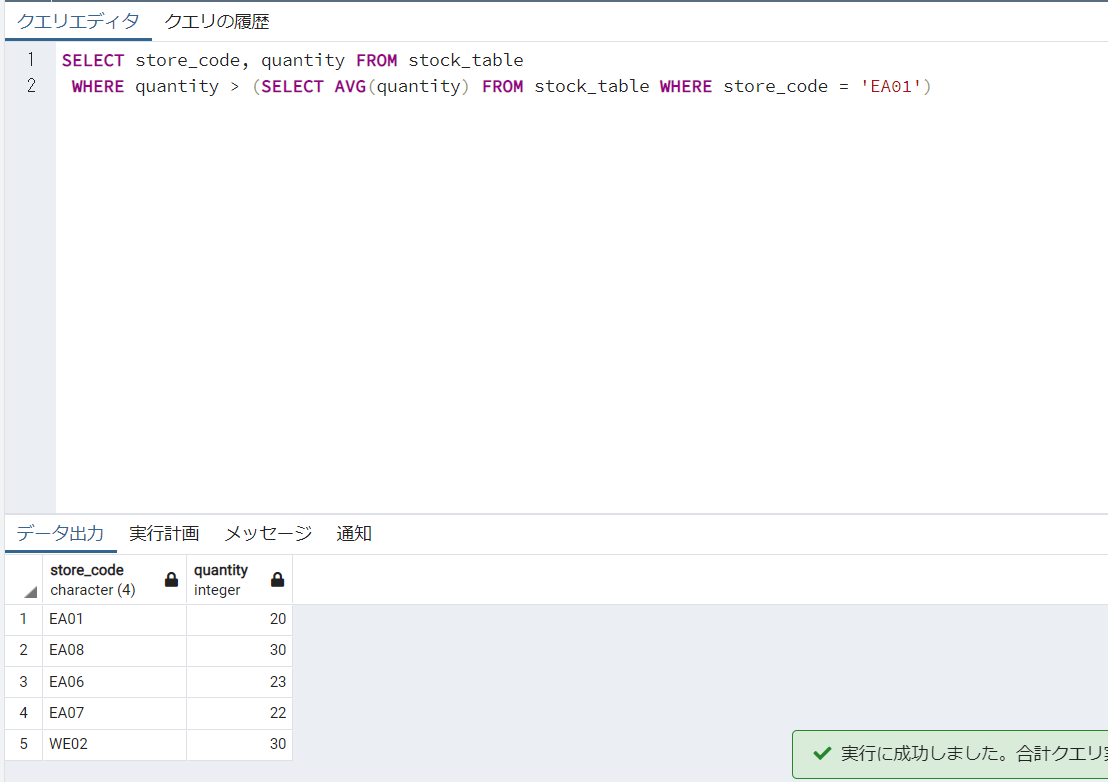 クエリエディタ クエリの履歴
1 SELECT store_code, quantity FROM stock_table
2 WHERE quantity > (SELECT AVG(quantity) FROM stock_table WHERE store_code = 'EA01')
データ出力 実行計画 メッセージ 通知
store_code quantity
character (4) integer
1 EA01 20
2 EA08 30
3 EA06 23
4 EA07 22
5 WE02 30
実行に成功しました。合計クエリ